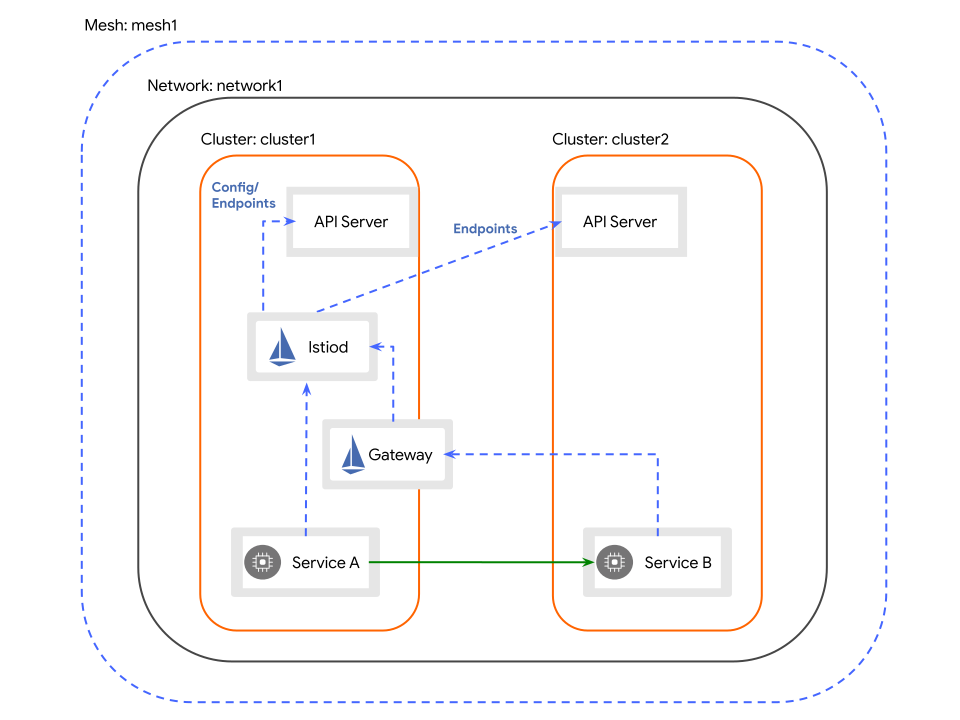 Mesh: mesh1
Network: network1
Cluster: cluster1
Cluster: cluster2
Config/
Endpoints
API Server
Endpoints
API Server
Istiod
Gateway
Service A
Service B